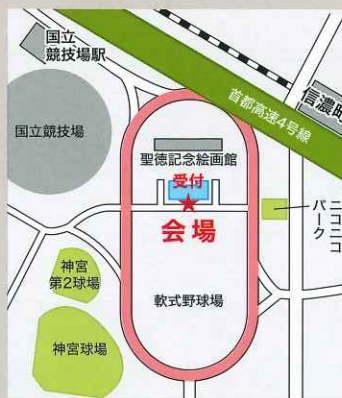 国立
競技場駅
首都高速4号線
信濃町
国立競技場
聖徳記念絵画館
受付
会場
ニコニコ
パーク
神宮
第2球場
軟式野球場
神宮球場